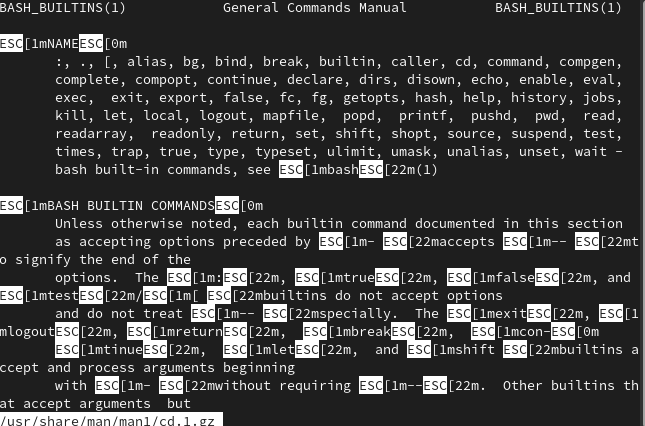 BASH_BUILTINS(1) General Commands Manual BASH_BUILTINS(1)
ESC[1mNAMEESC[0m
:, ., [, alias, bg, bind, break, builtin, caller, cd, command, compgen,
complete, compopt, continue, declare, dirs, disown, echo, enable, eval,
exec, exit, export, false, fc, fg, getopts, hash, help, history, jobs,
kill, let, local, logout, mapfile, popd, printf, pushd, pwd, read,
readarray, readonly, return, set, shift, shopt, source, suspend, test,
times, trap, true, type, typeset, ulimit, umask, unalias, unset, wait -
bash built-in commands, see ESC[1mbashESC[22m(1)
ESC[1mBASH BUILTIN COMMANDSESC[0m
Unless otherwise noted, each builtin command documented in this section
as accepting options preceded by ESC[1m- ESC[22maccepts ESC[1m-- ESC[22mt
o signify the end of the
options. The ESC[1m:ESC[22m, ESC[1mtrueESC[22m, ESC[1mfalseESC[22m, and
ESC[1mtestESC[22m/ESC[1m[ ESC[22mbuiltins do not accept options
and do not treat ESC[1m-- ESC[22mspecially. The ESC[1mexitESC[22m, ESC[1
mlogoutESC[22m, ESC[1mreturnESC[22m, ESC[1mbreakESC[22m, ESC[1mcon-ESC[0m
ESC[1mtinueESC[22m, ESC[1mletESC[22m, and ESC[1mshift ESC[22mbuiltins a
ccept and process arguments beginning
with ESC[1m- ESC[22mwithout requiring ESC[1m--ESC[22m. Other builtins th
at accept arguments but
/usr/share/man/man1/cd.1.gz